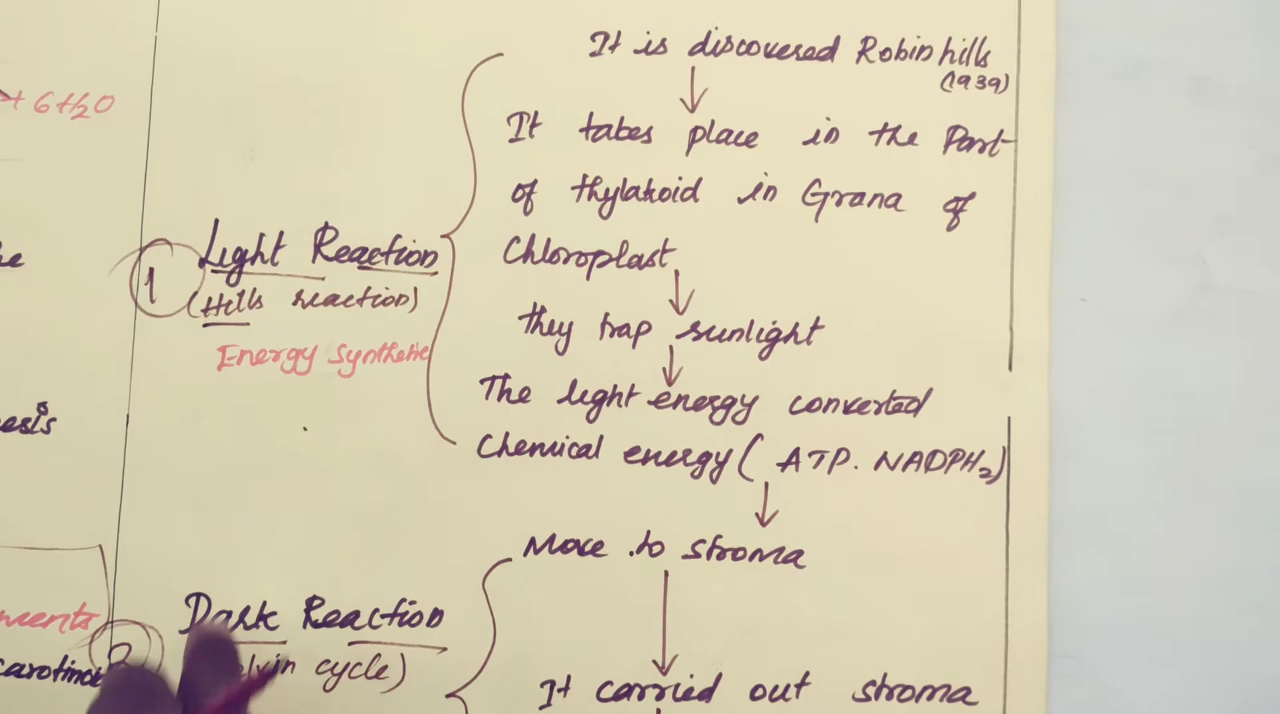 It is discovered Robin hills
(1939)
+ 6H2O
It takes place in the Part
of thylakoid in Grana of
Chloroplast
Light Reaction
1
(Hills reaction)
they trap sunlight
Energy synthetic
The light energy converted
Chemical energy ( ATP. NADPH2)
esis
Move to stroma
Dark Reaction
cycle)
It carried out stroma